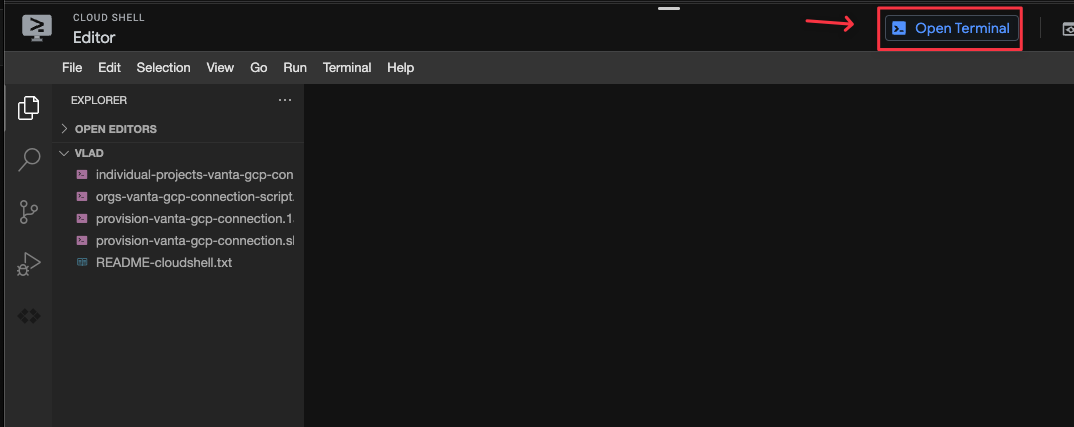 CLOUD SHELL
Editor
Open Terminal
File Edit Selection View Go Run Terminal Help
EXPLORER
OPEN EDITORS
VLAD
individual-projects-vanta-gcp-con
orgs-vanta-gcp-connection-script.
provision-vanta-gcp-connection.1
provision-vanta-gcp-connection.sl
README-cloudshell.txt